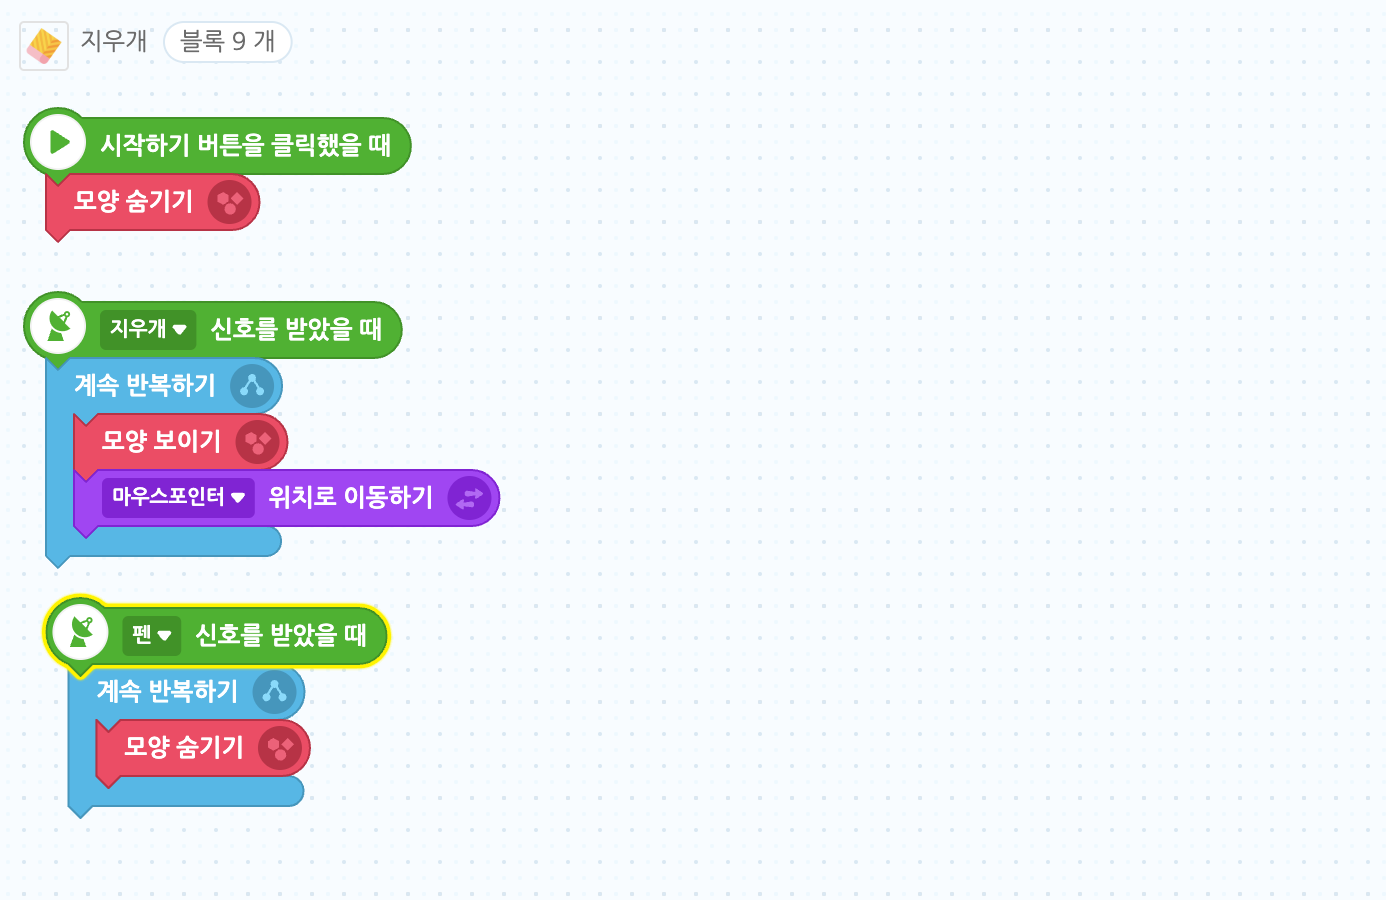 지우개 블록 9 개
시작하기 버튼을 클릭했을 때
모양 숨기기
지우개 신호를 받았을 때
계속 반복하기
모양 보이기
마우스포인터 위치로 이동하기
펜 신호를 받았을 때
계속 반복하기
모양 숨기기